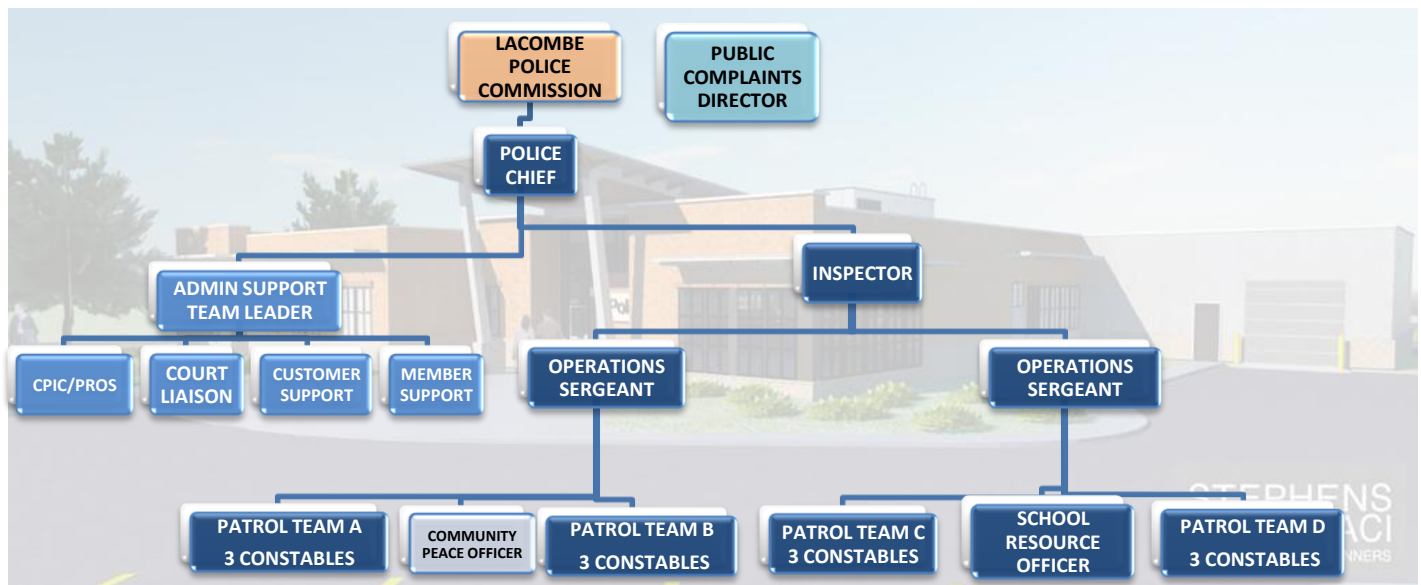 LACOMBE
POLICE
COMMISSION
PUBLIC
COMPLAINTS
DIRECTOR
POLICE
CHIEF
ADMIN SUPPORT
TEAM LEADER
INSPECTOR
CPIC/PROS
COURT
LIAISON
CUSTOMER
SUPPORT
MEMBER
SUPPORT
OPERATIONS
SERGEANT
OPERATIONS
SERGEANT
PATROL TEAM A
3 CONSTABLES
COMMUNITY
PEACE OFFICER
PATROL TEAM B
3 CONSTABLES
PATROL TEAM C
3 CONSTABLES
SCHOOL
RESOURCE
OFFICER
PATROL TEAM D
3 CONSTABLES
STEPHENS